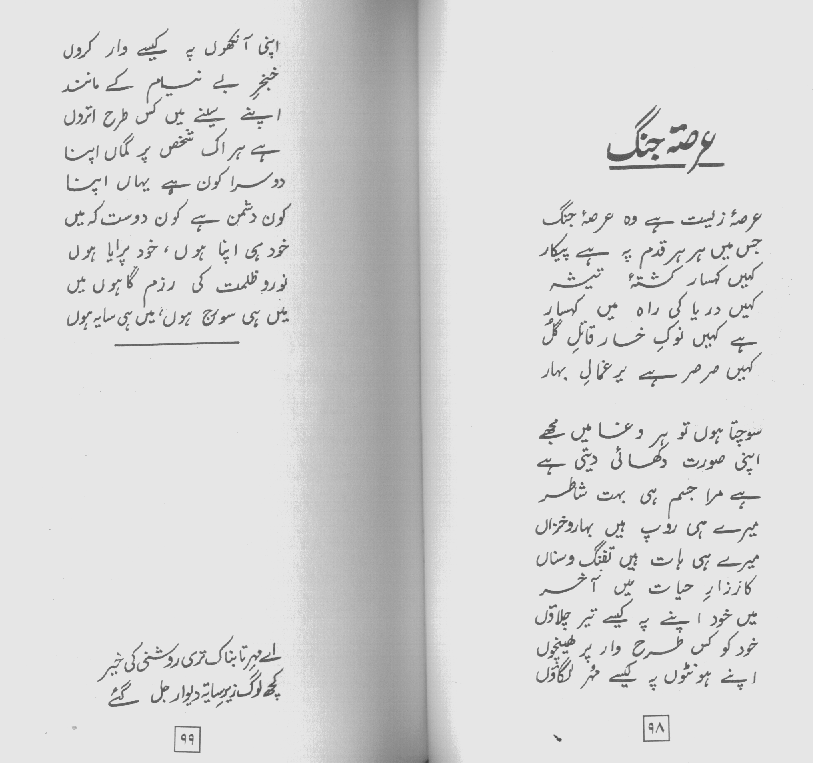 عرصۂ جنگ
عرصۂ زیست ہے وہ عرصۂ جنگ
جس میں ہر ہر قدم پہ ہے پیکار
کہیں کہسار کشتۂ تیشہ
کہیں دریا کی راہ میں کہسار
ہے کہیں نوکِ خار قاتلِ گل
کہیں صرصر ہے یرغمالِ بہار
سوچتا ہوں تو ہر وغا میں مجھے
اپنی صورت دکھائی دیتی ہے
ہے مرا جسم ہی بہت شاطر
میرے ہی روپ ہیں بہار و خزاں
میرے ہی ہات ہیں تفنگ و سناں
کارزارِ حیات میں آخر
میں خود اپنے پہ کیسے تیر چلاؤں
خود کو کس طرح وار پر کھینچوں
اپنے ہونٹوں پہ کیسے مُہر لگاؤں
۹۸
اپنی آنکھوں پہ کیسے وار کروں
خنجرِ بے نیام کے مانند
اپنے سینے میں کس طرح اتروں
ہے ہر اک شخص پر گماں اپنا
دوسرا کون ہے یہاں اپنا
کون دشمن ہے کون دوست کہ میں
خود ہی اپنا ہوں، خود پرایا ہوں
نور و ظلمت کی رزم گاہوں میں
میں ہی سورج ہوں، میں ہی سایہ ہوں
اے مہرِ تابناک تری روشنی کی خیر
کچھ لوگ زیرِ سایۂ دیوار جل گئے
۹۹